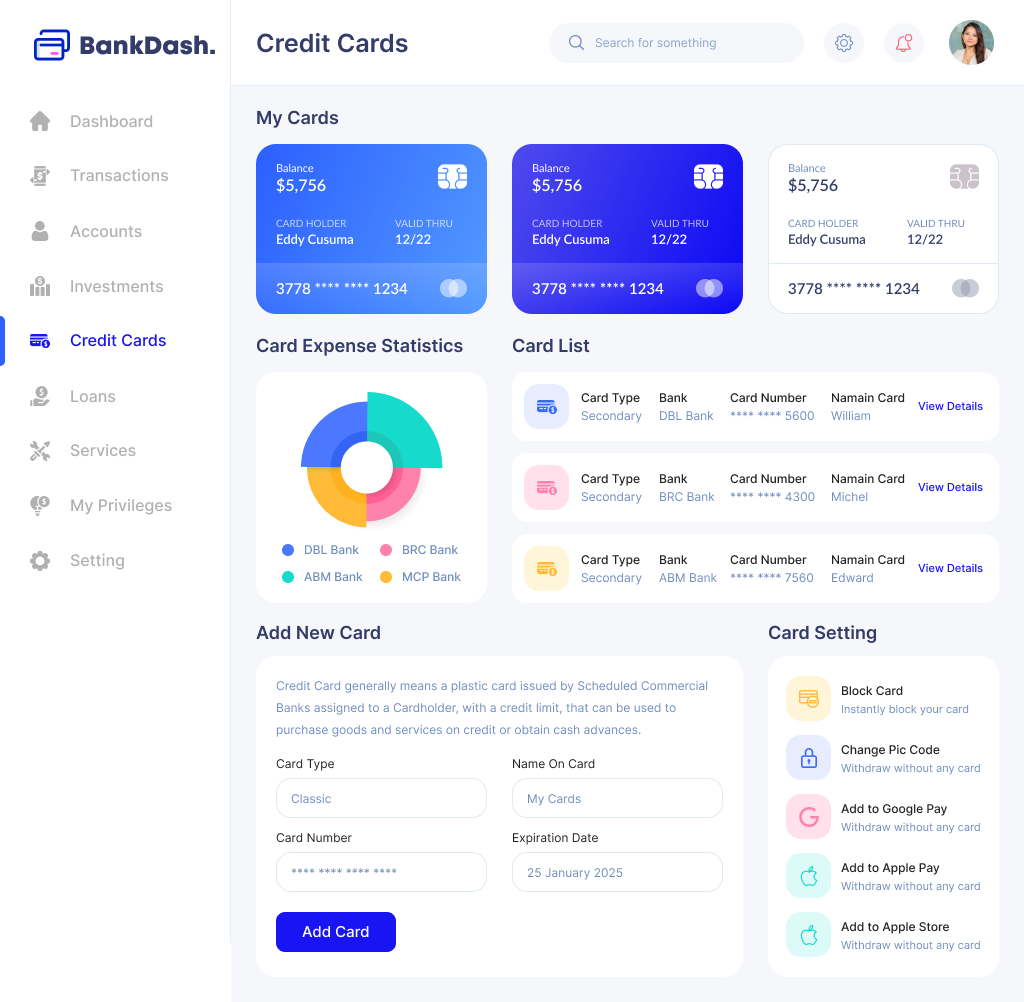 BankDash.
Credit Cards
Search for something
Dashboard
Transactions
Accounts
Investments
Credit Cards
Loans
Services
My Privileges
Setting
My Cards
Balance
$5,756
CARD HOLDER VALID THRU
Eddy Cusuma 12/22
3778 **** **** 1234
Balance
$5,756
CARD HOLDER VALID THRU
Eddy Cusuma 12/22
3778 **** **** 1234
Balance
$5,756
CARD HOLDER VALID THRU
Eddy Cusuma 12/22
3778 **** **** 1234
Card Expense Statistics
DBL Bank BRC Bank
ABM Bank MCP Bank
Card List
Card Type Bank Card Number Namain Card
Secondary DBL Bank **** **** 5600 William
View Details
Card Type Bank Card Number Namain Card
Secondary BRC Bank **** **** 4300 Michel
View Details
Card Type Bank Card Number Namain Card
Secondary ABM Bank **** **** 7560 Edward
View Details
Add New Card
Credit Card generally means a plastic card issued by Scheduled Commercial
Banks assigned to a Cardholder, with a credit limit, that can be used to
purchase goods and services on credit or obtain cash advances.
Card Type Name On Card
Classic My Cards
Card Number Expiration Date
**** **** **** **** 25 January 2025
Add Card
Card Setting
Block Card
Instantly block your card
Change Pic Code
Withdraw without any card
Add to Google Pay
Withdraw without any card
Add to Apple Pay
Withdraw without any card
Add to Apple Store
Withdraw without any card